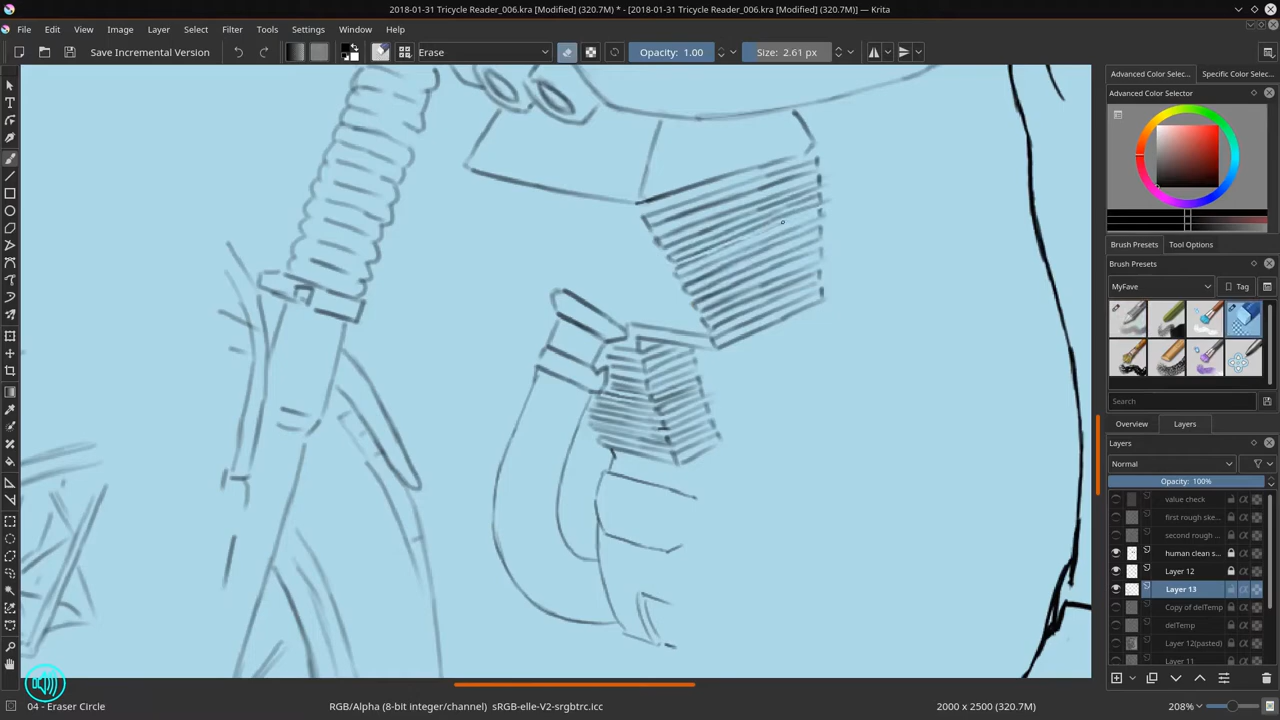 2018-01-31 Tricycle Reader_006.kra [Modified] (320.7M) * - [2018-01-31 Tricycle Reader_006.kra [Modified] (320.7M)] - Krita
File Edit View Image Layer Select Filter Tools Settings Window Help
Save Incremental Version Erase Opacity: 1.00 Size: 2.61 px
Advanced Color Selec... Specific Color Selec...
Advanced Color Selector
Brush Presets Tool Options
Brush Presets
MyFave Tag
Search
Overview Layers
Layers
Normal
Opacity: 100%
value check
first rough ske...
second rough ...
human clean s...
Layer 12
Layer 13
Copy of delTemp
delTemp
Layer 12(pasted)
Layer 11
04 - Eraser Circle RGB/Alpha (8-bit integer/channel) sRGB-elle-V2-srgbtrc.icc 2000 x 2500 (320.7M) 208%